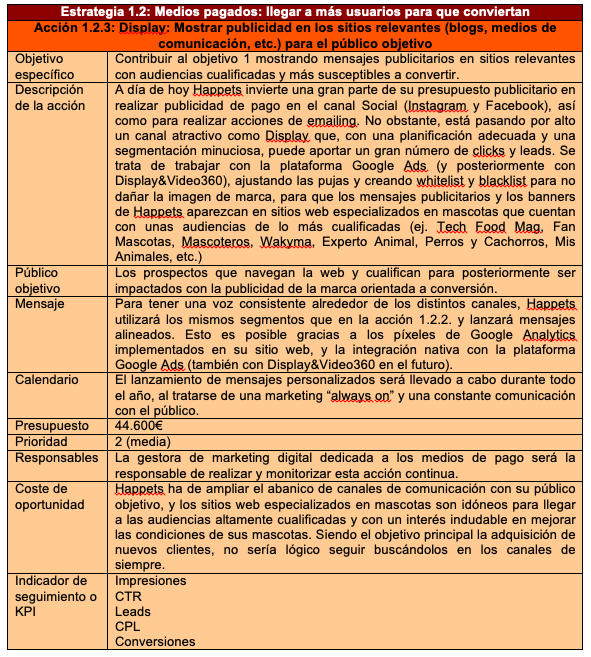 Estrategia 1.2: Medios pagados: llegar a más usuarios para que conviertan
Acción 1.2.3: Display: Mostrar publicidad en los sitios relevantes (blogs, medios de
comunicación, etc.) para el público objetivo
Objetivo
específico
Contribuir al objetivo 1 mostrando mensajes publicitarios en sitios relevantes
con audiencias cualificadas y más susceptibles a convertir.
Descripción
de la acción
A día de hoy Happets invierte una gran parte de su presupuesto publicitario en
realizar publicidad de pago en el canal Social (Instagram y Facebook), así
como para realizar acciones de emailing. No obstante, está pasando por alto
un canal atractivo como Display que, con una planificación adecuada y una
segmentación minuciosa, puede aportar un gran número de clicks y leads. Se
trata de trabajar con la plataforma Google Ads (y posteriormente con
Display&Video360), ajustando las pujas y creando whitelist y blacklist para no
dañar la imagen de marca, para que los mensajes publicitarios y los banners
de Happets aparezcan en sitios web especializados en mascotas que cuentan
con unas audiencias de lo más cualificadas (ej. Tech Food Mag, Fan
Mascotas, Mascoteros, Wakyma, Experto Animal, Perros y Cachorros, Mis
Animales, etc.)
Público
objetivo
Los prospectos que navegan la web y cualifican para posteriormente ser
impactados con la publicidad de la marca orientada a conversión.
Mensaje
Para tener una voz consistente alrededor de los distintos canales, Happets
utilizará los mismos segmentos que en la acción 1.2.2. y lanzará mensajes
alineados. Esto es posible gracias a los píxeles de Google Analytics
implementados en su sitio web, y la integración nativa con la plataforma
Google Ads (también con Display&Video360 en el futuro).
Calendario
El lanzamiento de mensajes personalizados será llevado a cabo durante todo
el año, al tratarse de una marketing “always on” y una constante comunicación
con el público.
Presupuesto
44.600€
Prioridad
2 (media)
Responsables
La gestora de marketing digital dedicada a los medios de pago será la
responsable de realizar y monitorizar esta acción continua.
Coste de
oportunidad
Happets ha de ampliar el abanico de canales de comunicación con su público
objetivo, y los sitios web especializados en mascotas son idóneos para llegar
a las audiencias altamente cualificadas y con un interés indudable en mejorar
las condiciones de sus mascotas. Siendo el objetivo principal la adquisición de
nuevos clientes, no sería lógico seguir buscándolos en los canales de
siempre.
Indicador de
seguimiento o
KPI
Impresiones
CTR
Leads
CPL
Conversiones